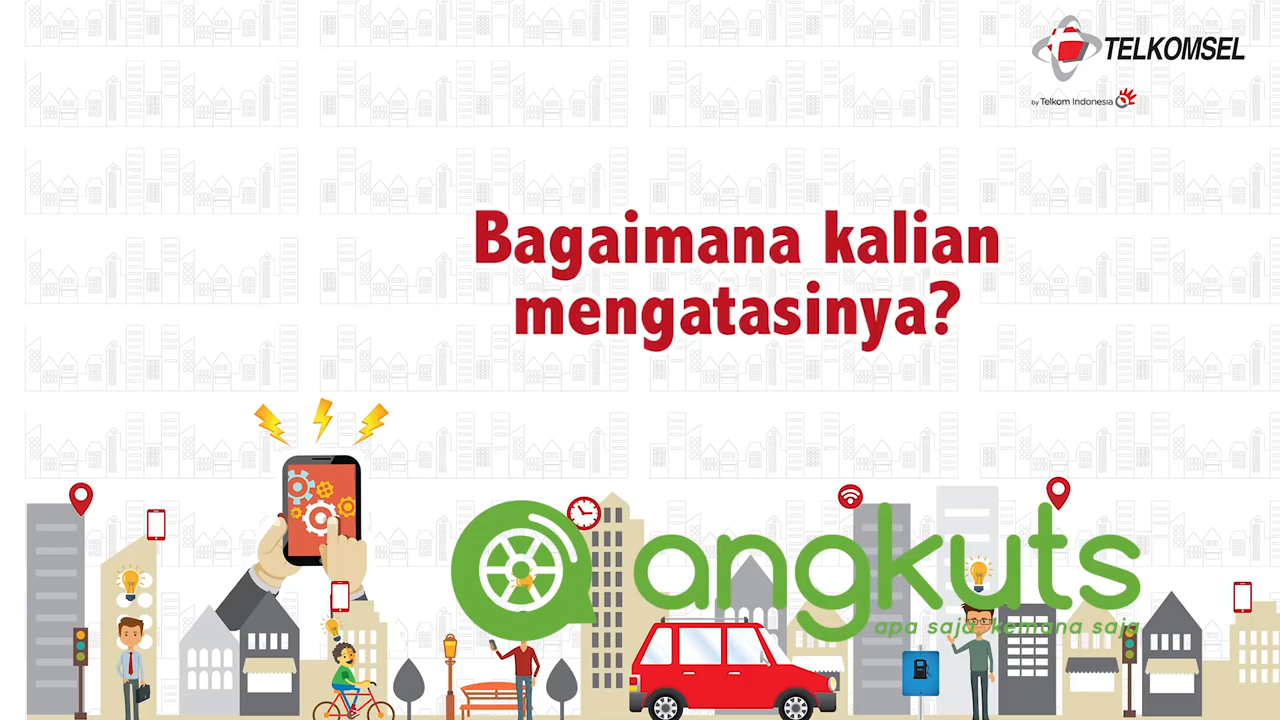 TELKOMSEL
by Telkom Indonesia
Bagaimana kalian
mengatasinya?
angkuts
apa saja, kemana saja